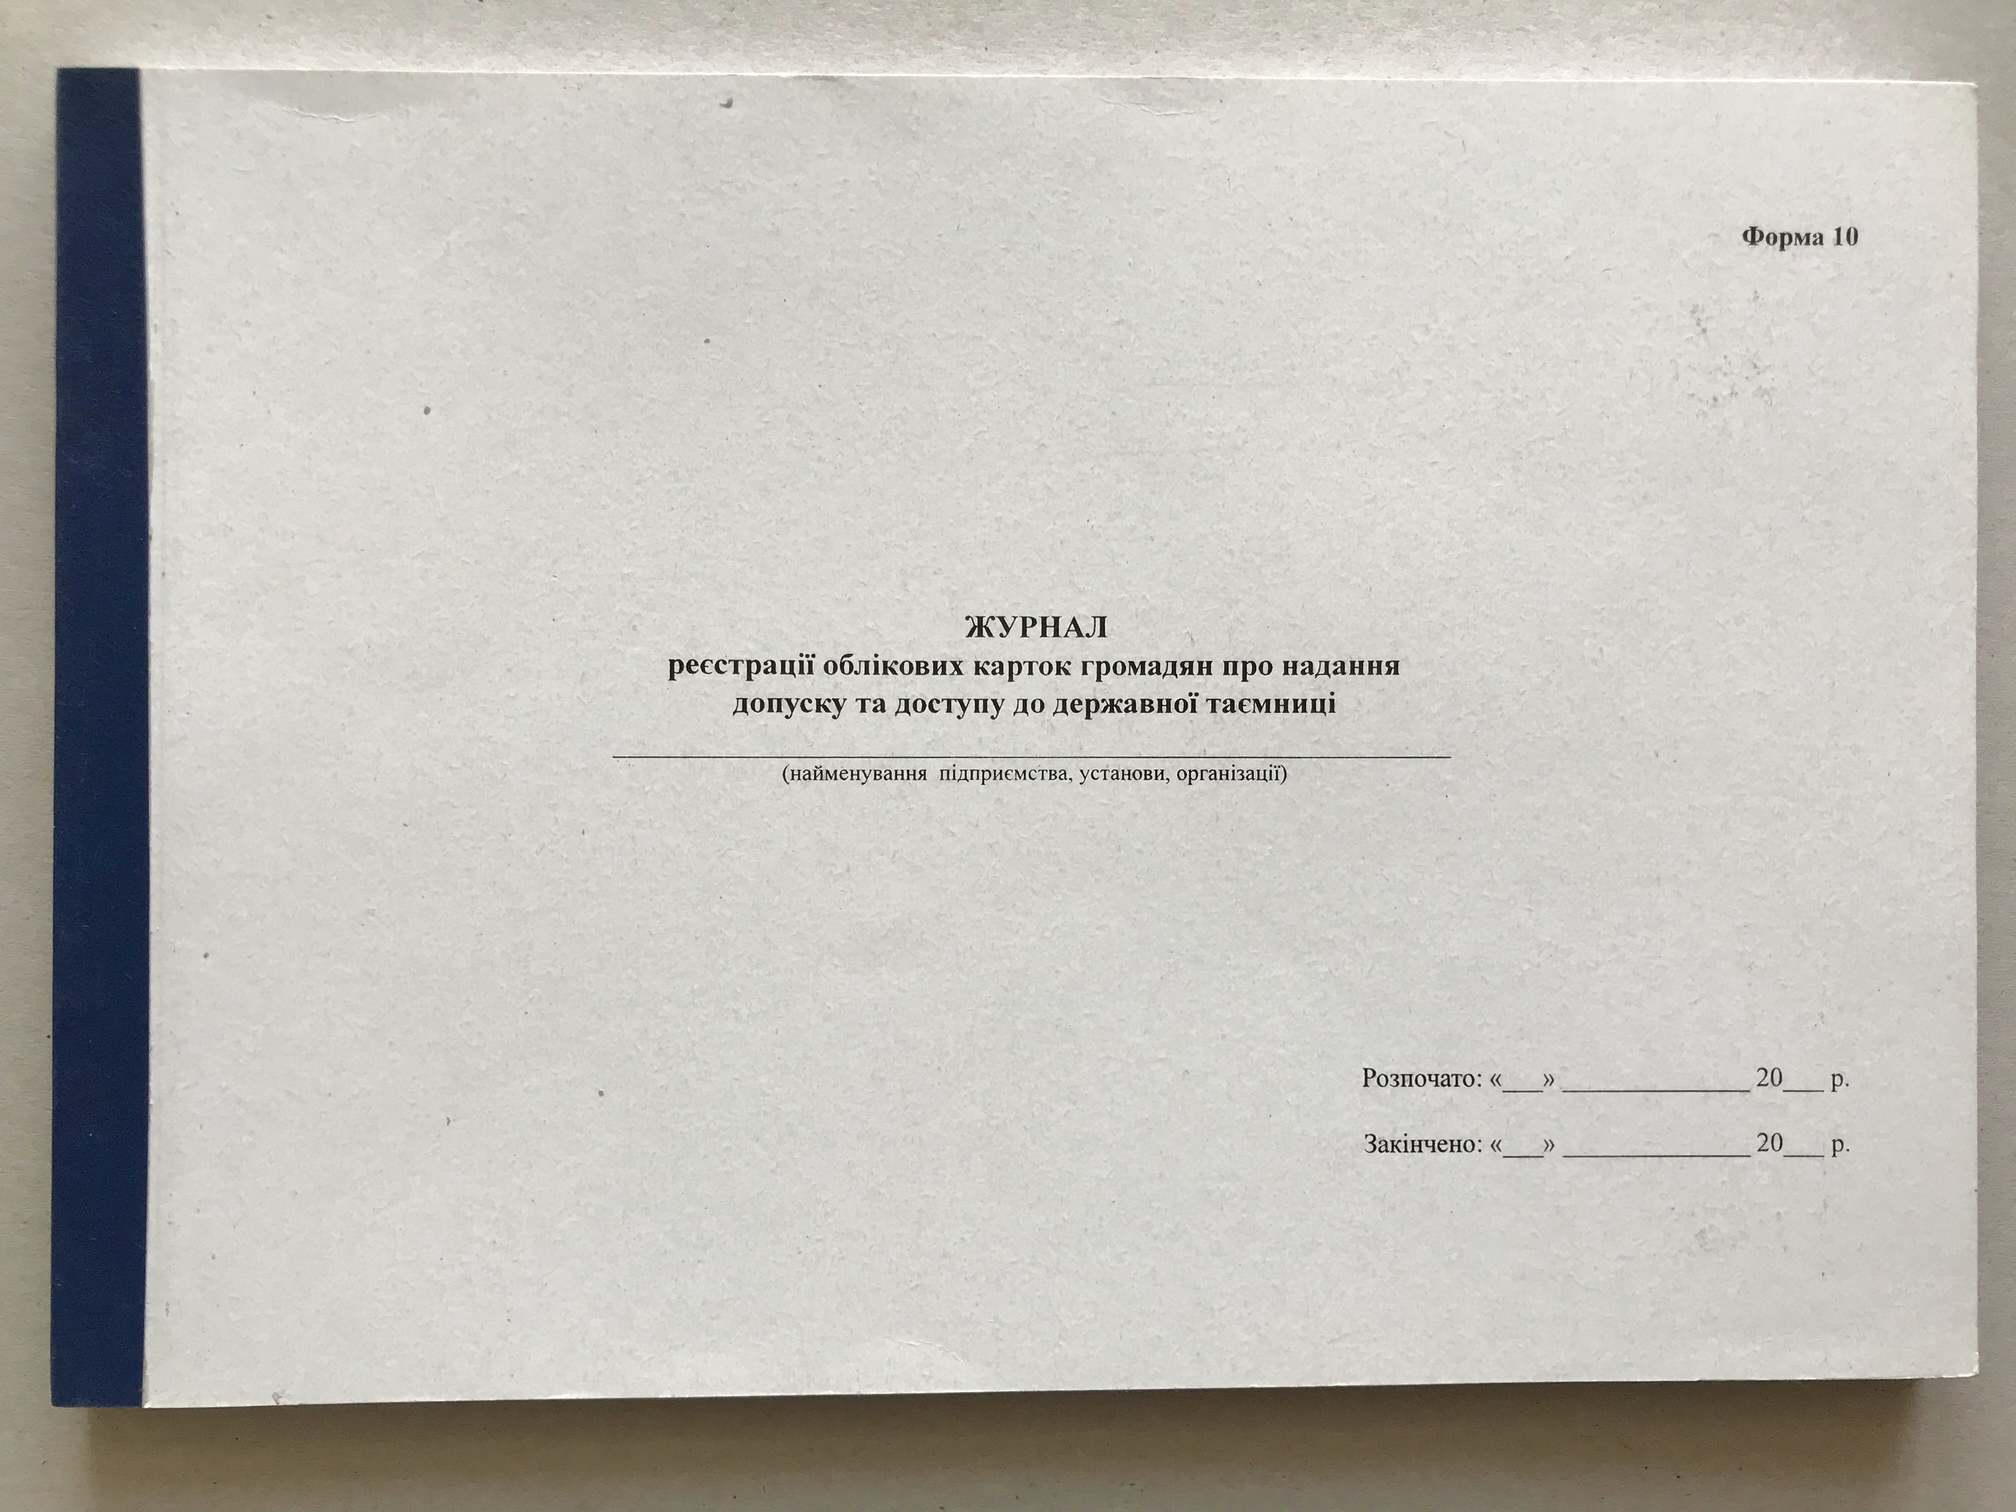 Форма 10
ЖУРНАЛ
реєстрації облікових карток громадян про надання
допуску та доступу до державної таємниці
(найменування підприємства, установи, організації)
Розпочато: «___» ______________ 20___ р.
Закінчено: «___» ______________ 20___ р.